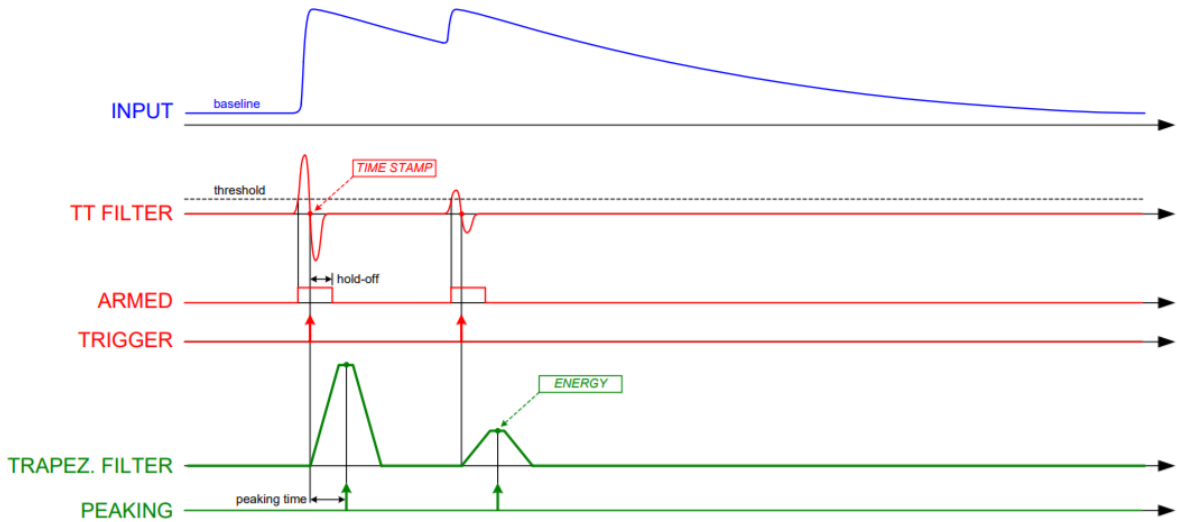 baseline
INPUT
TIME STAMP
threshold
TT FILTER
hold-off
ARMED
TRIGGER
ENERGY
TRAPEZ. FILTER
peaking time
PEAKING